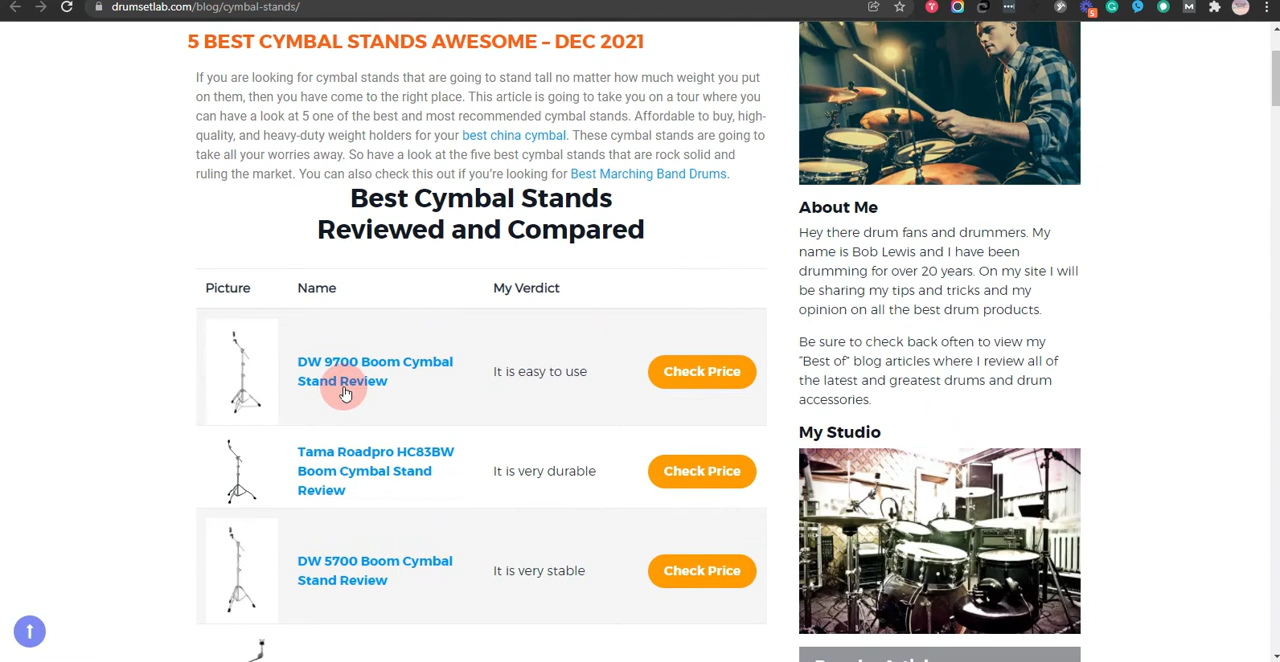 drumsetlab.com/blog/cymbal-stands/
5 BEST CYMBAL STANDS AWESOME – DEC 2021
If you are looking for cymbal stands that are going to stand tall no matter how much weight you put
on them, then you have come to the right place. This article is going to take you on a tour where you
can have a look at 5 one of the best and most recommended cymbal stands. Affordable to buy, high-
quality, and heavy-duty weight holders for your best china cymbal. These cymbal stands are going to
take all your worries away. So have a look at the five best cymbal stands that are rock solid and
ruling the market. You can also check this out if you're looking for Best Marching Band Drums.
Best Cymbal Stands
Reviewed and Compared
Picture Name My Verdict
DW 9700 Boom Cymbal
Stand Review
It is easy to use
Check Price
Tama Roadpro HC83BW
Boom Cymbal Stand
Review
It is very durable
Check Price
DW 5700 Boom Cymbal
Stand Review
It is very stable
Check Price
About Me
Hey there drum fans and drummers. My
name is Bob Lewis and I have been
drumming for over 20 years. On my site I will
be sharing my tips and tricks and my
opinion on all the best drum products.
Be sure to check back often to view my
"Best of" blog articles where I review all of
the latest and greatest drums and drum
accessories.
My Studio